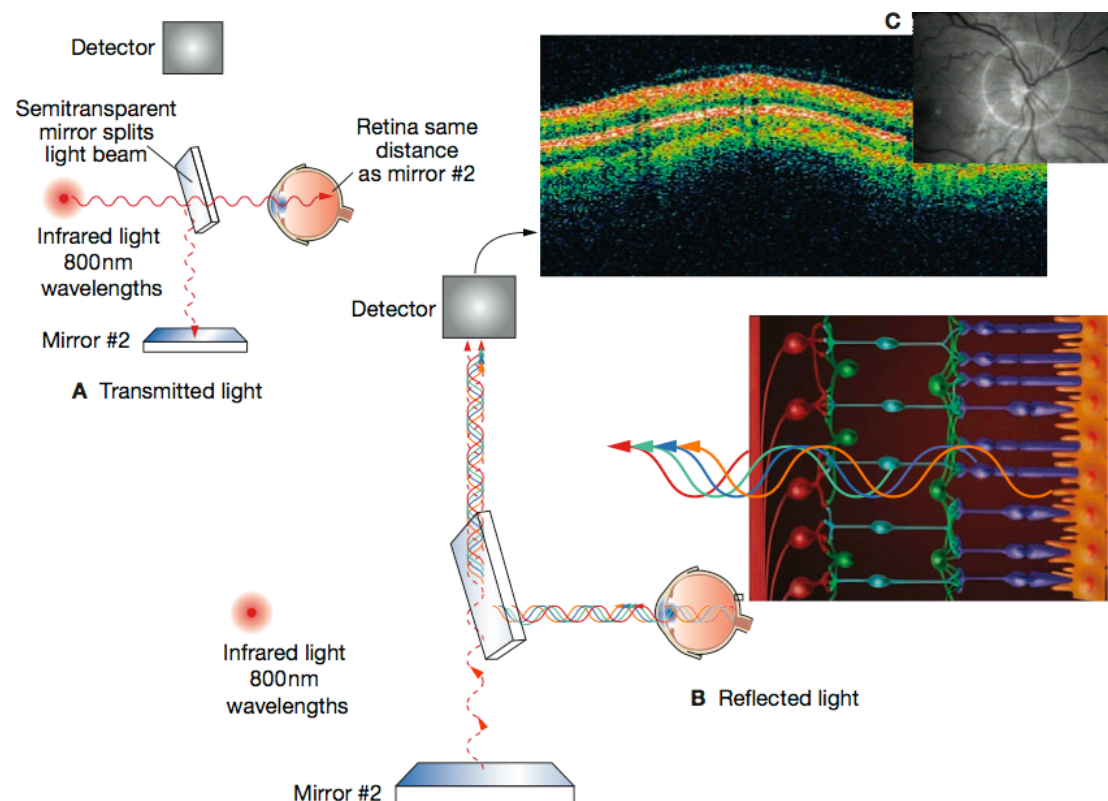 Detector
Semitransparent
mirror splits
light beam
Retina same
distance
as mirror #2
Infrared light
800nm
wavelengths
Mirror #2
A Transmitted light
C
Detector
Infrared light
800nm
wavelengths
B Reflected light
Mirror #2